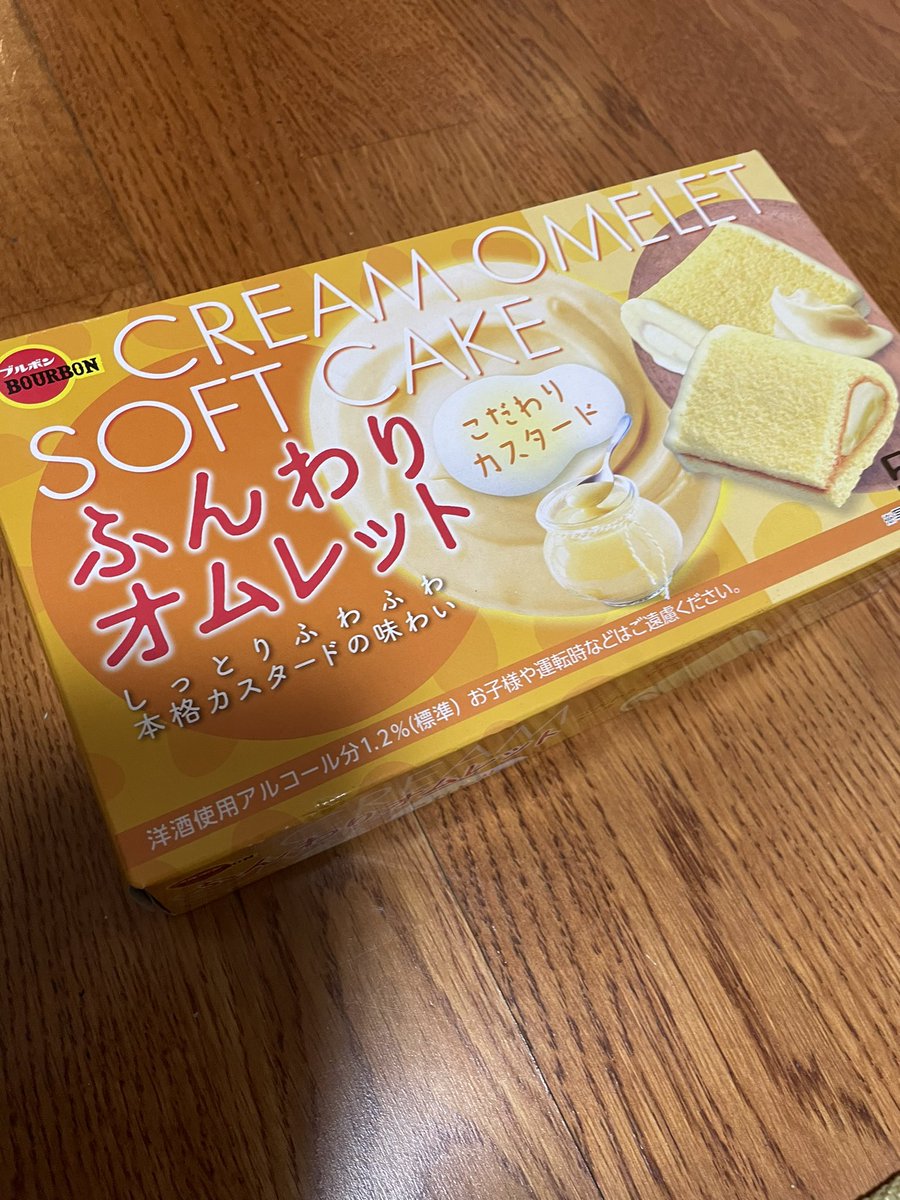 ブルボン
BOURBON
CREAM OMELET
SOFT CAKE
ふんわり
オムレット
こだわり
カスタード
しっとりふわふわ
本格カスタードの味わい
洋酒使用アルコール分1.2%(標準) お子様や運転時などはご遠慮ください。